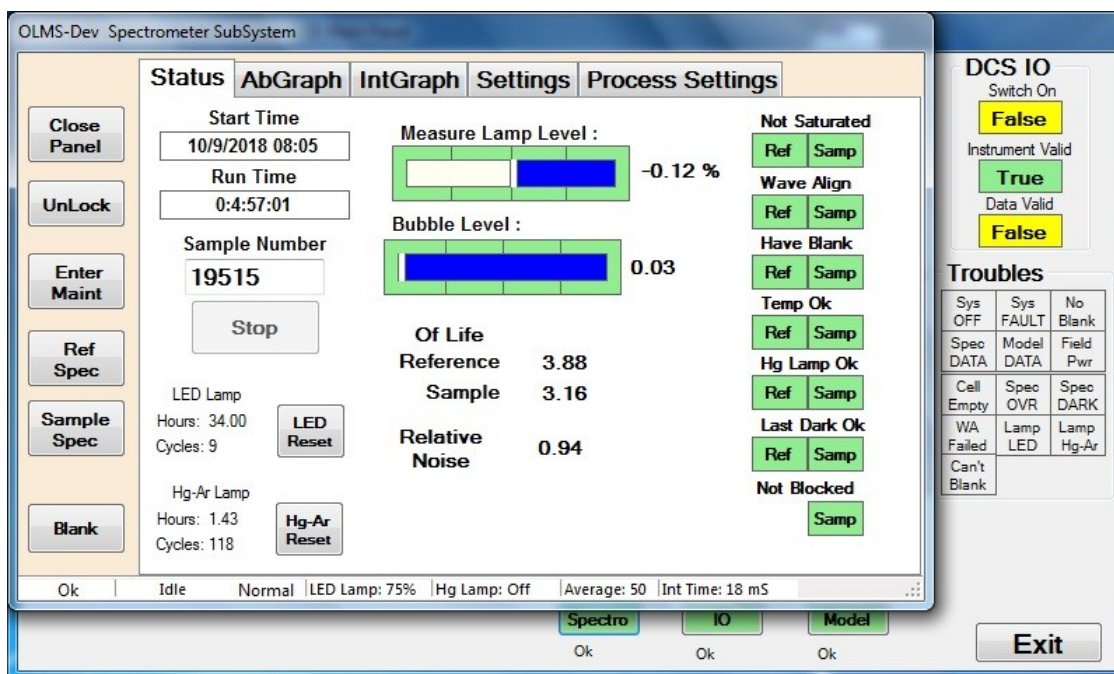 OLMS-Dev Spectrometer SubSystem
Status AbGraph IntGraph Settings Process Settings
Close Panel
UnLock
Enter Maint
Ref Spec
Sample Spec
Blank
Start Time
10/9/2018 08:05
Run Time
0:4:57:01
Sample Number
19515
Stop
LED Lamp
Hours: 34.00
Cycles: 9
LED Reset
Hg-Ar Lamp
Hours: 1.43
Cycles: 118
Hg-Ar Reset
Measure Lamp Level :
-0.12 %
Bubble Level :
0.03
Of Life
Reference 3.88
Sample 3.16
Relative Noise 0.94
Not Saturated
Ref Samp
Wave Align
Ref Samp
Have Blank
Ref Samp
Temp Ok
Ref Samp
Hg Lamp Ok
Ref Samp
Last Dark Ok
Ref Samp
Not Blocked
Samp
Ok Idle Normal LED Lamp: 75% Hg Lamp: Off Average: 50 Int Time: 18 mS
DCS IO
Switch On
False
Instrument Valid
True
Data Valid
False
Troubles
Sys OFF Sys FAULT No Blank
Spec DATA Model DATA Field Pwr
Cell Empty Spec OVR Spec DARK
WA Failed Lamp LED Lamp Hg-Ar
Can't Blank
Spectro IO Model
Ok Ok Ok
Exit